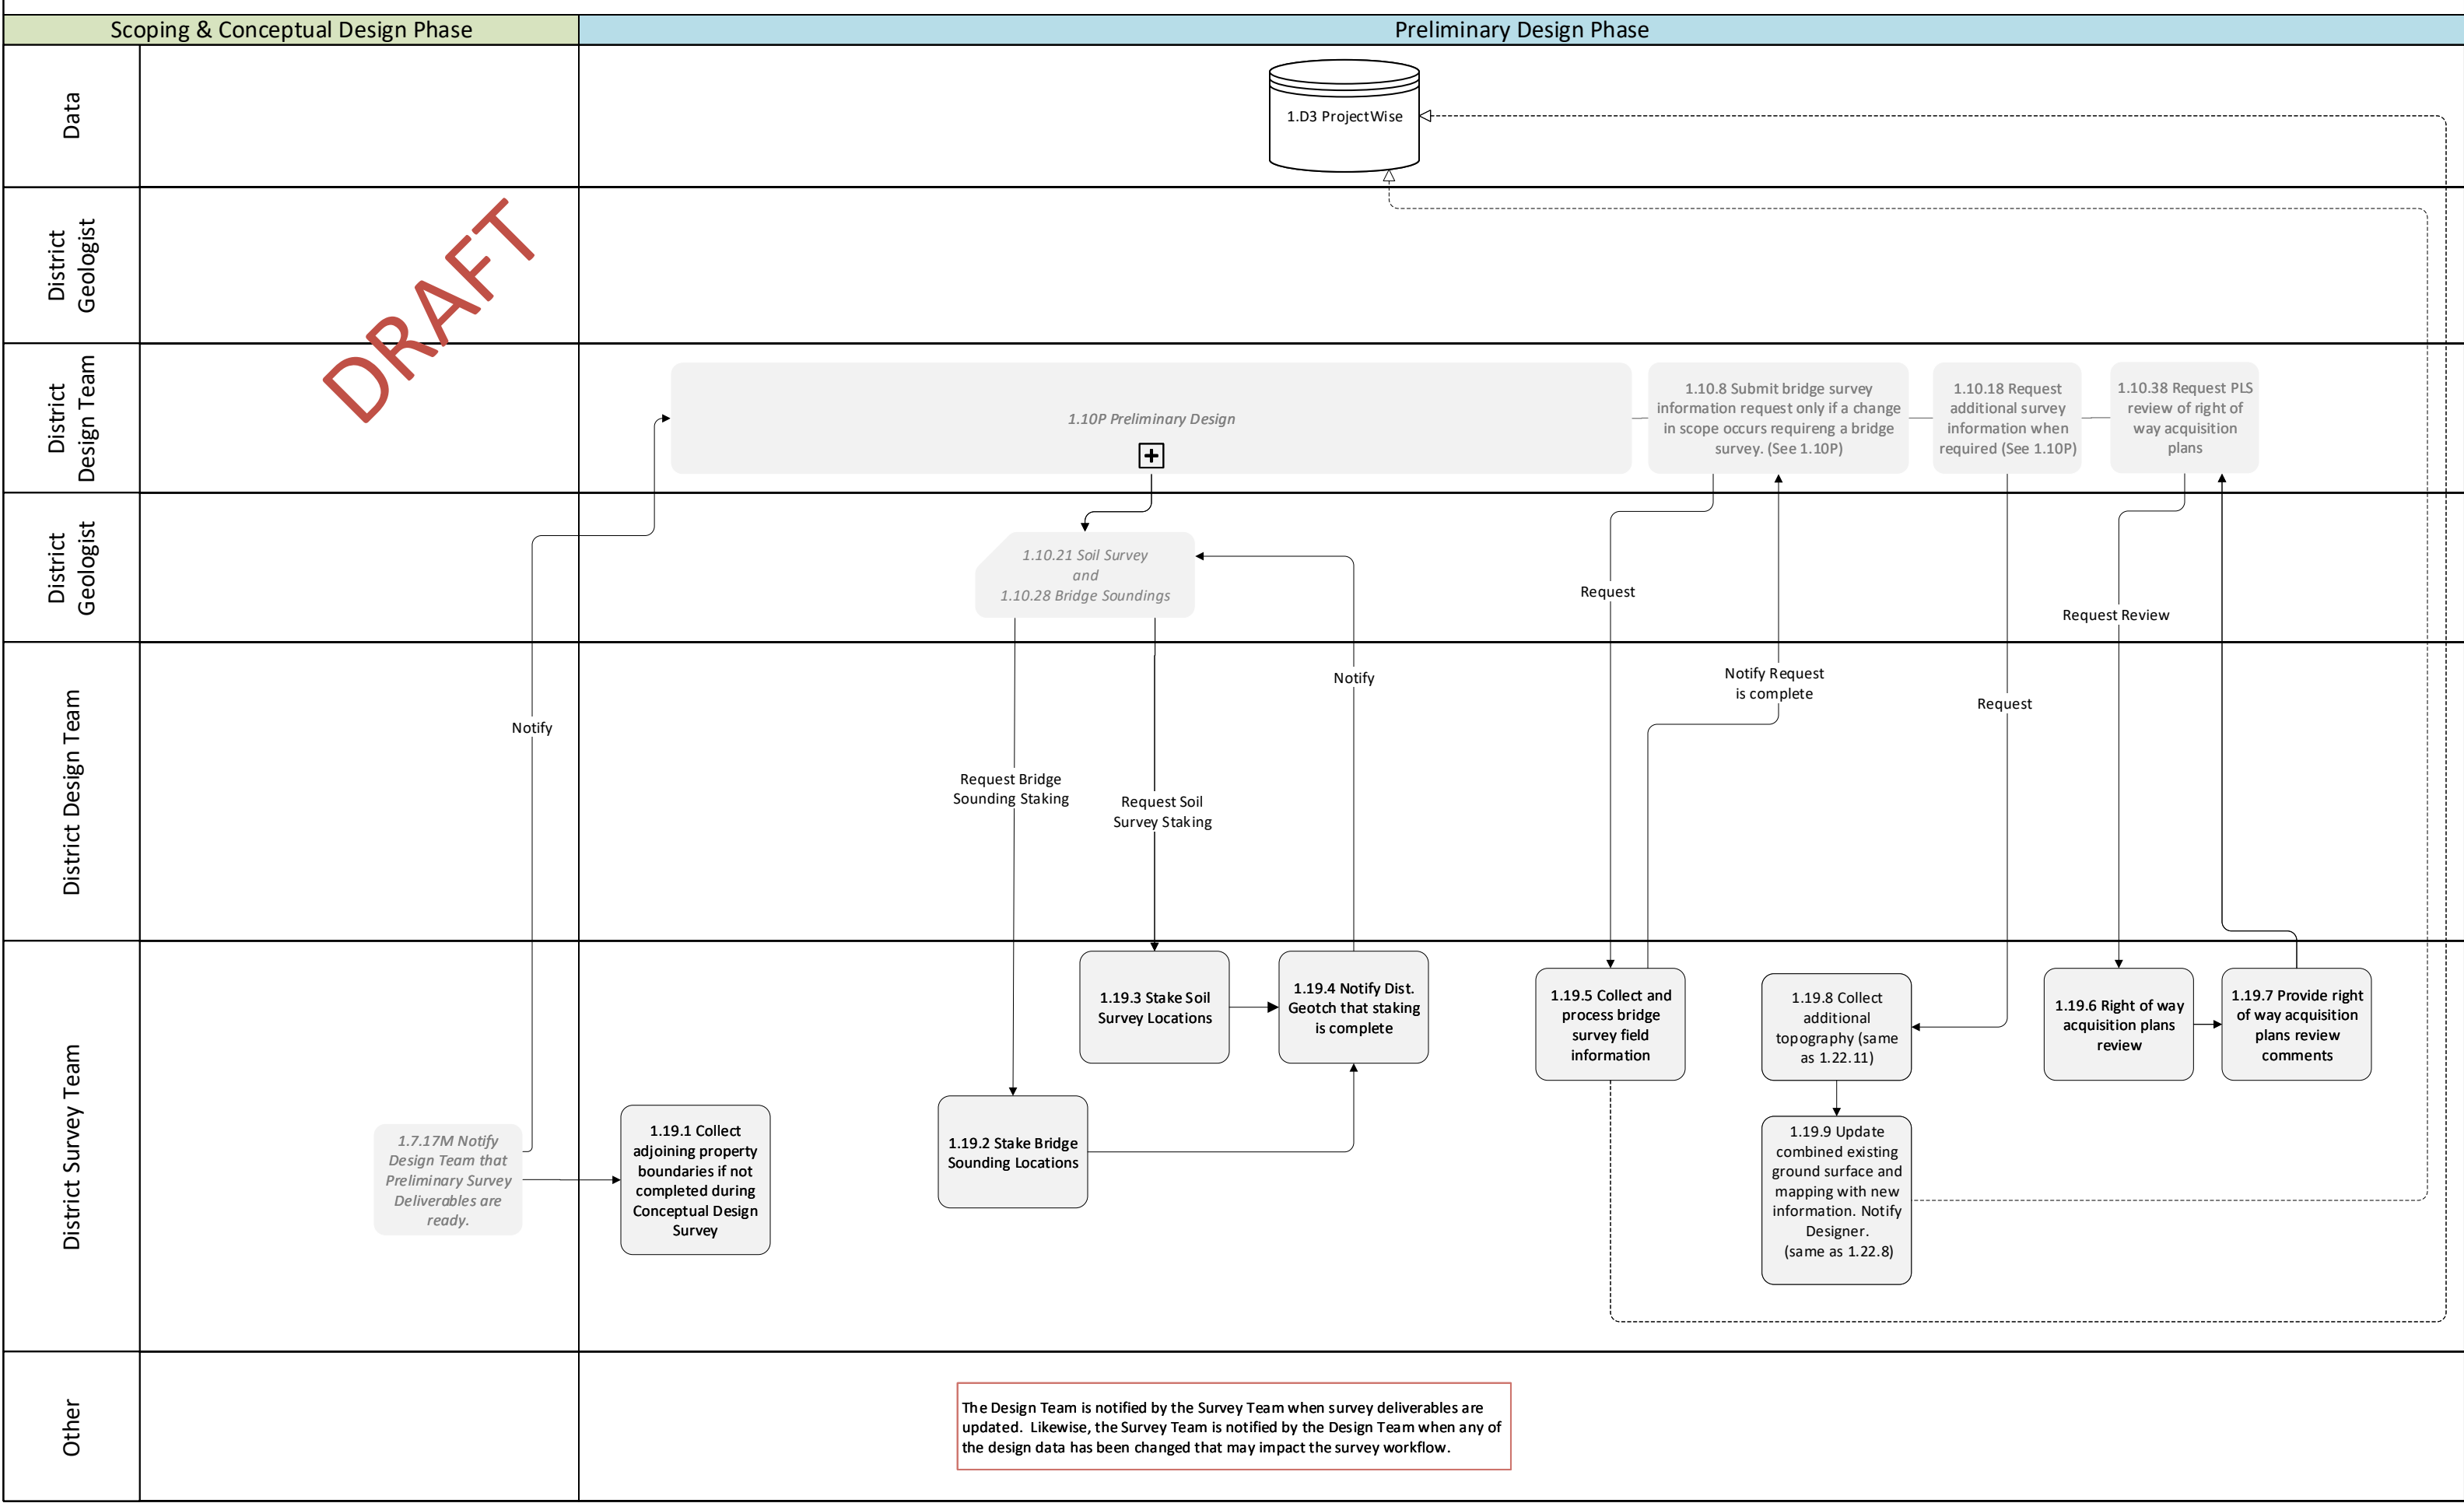 Scoping & Conceptual Design Phase
Preliminary Design Phase
Data
1.D3 ProjectWise
District
Geologist
DRAFT
District
Design Team
1.10P Preliminary Design
1.10.8 Submit bridge survey
information request only if a change
in scope occurs requireng a bridge
survey. (See 1.10P)
1.10.18 Request
additional survey
information when
required (See 1.10P)
1.10.38 Request PLS
review of right of
way acquisition
plans
District
Geologist
1.10.21 Soil Survey
and
1.10.28 Bridge Soundings
Request
Request Review
District Design Team
Notify
Notify
Notify Request
is complete
Request
Request Bridge
Sounding Staking
Request Soil
Survey Staking
District Survey Team
1.7.17M Notify
Design Team that
Preliminary Survey
Deliverables are
ready.
1.19.1 Collect
adjoining property
boundaries if not
completed during
Conceptual Design
Survey
1.19.2 Stake Bridge
Sounding Locations
1.19.3 Stake Soil
Survey Locations
1.19.4 Notify Dist.
Geotch that staking
is complete
1.19.5 Collect and
process bridge
survey field
information
1.19.8 Collect
additional
topography (same
as 1.22.11)
1.19.9 Update
combined existing
ground surface and
mapping with new
information. Notify
Designer.
(same as 1.22.8)
1.19.6 Right of way
acquisition plans
review
1.19.7 Provide right
of way acquisition
plans review
comments
Other
The Design Team is notified by the Survey Team when survey deliverables are
updated. Likewise, the Survey Team is notified by the Design Team when any of
the design data has been changed that may impact the survey workflow.